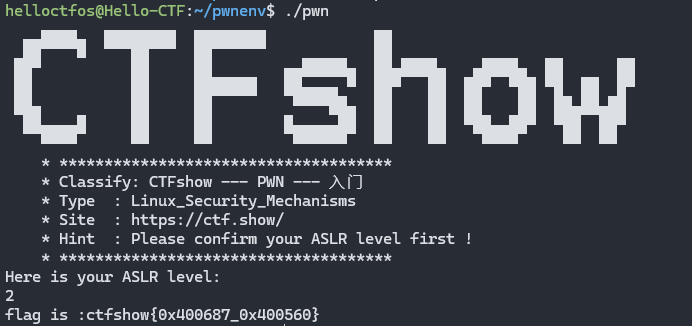 helloctfos@Hello-CTF:~/pwnenv$ ./pwn
CTFshow
* *************************************
* Classify: CTFshow --- PWN --- 入门
* Type  : Linux_Security_Mechanisms
* Site  : https://ctf.show/
* Hint  : Please confirm your ASLR level first !
* *************************************
Here is your ASLR level:
2
flag is :ctfshow{0x400687_0x400560}